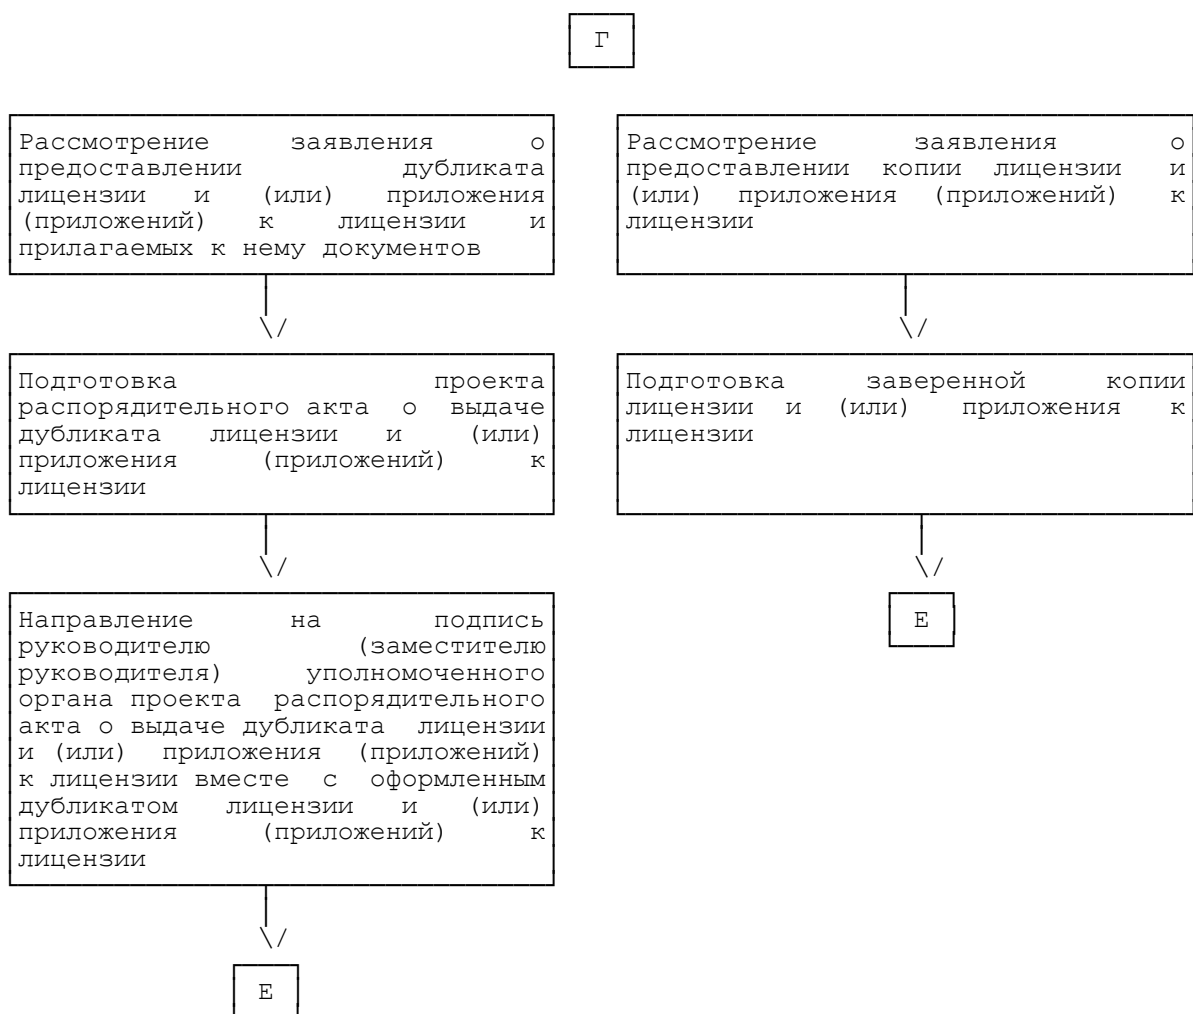 Г
Рассмотрение заявления о
предоставлении дубликата
лицензии и (или) приложения
(приложений) к лицензии и
прилагаемых к нему документов
Рассмотрение заявления о
предоставлении копии лицензии и
(или) приложения (приложений) к
лицензии
Подготовка проекта
распорядительного акта о выдаче
дубликата лицензии и (или)
приложения (приложений) к
лицензии
Подготовка заверенной копии
лицензии и (или) приложения к
лицензии
Направление на подпись
руководителю (заместителю
руководителя) уполномоченного
органа проекта распорядительного
акта о выдаче дубликата лицензии
и (или) приложения (приложений)
к лицензии вместе с оформленным
дубликатом лицензии и (или)
приложения (приложений) к
лицензии
Е
Е